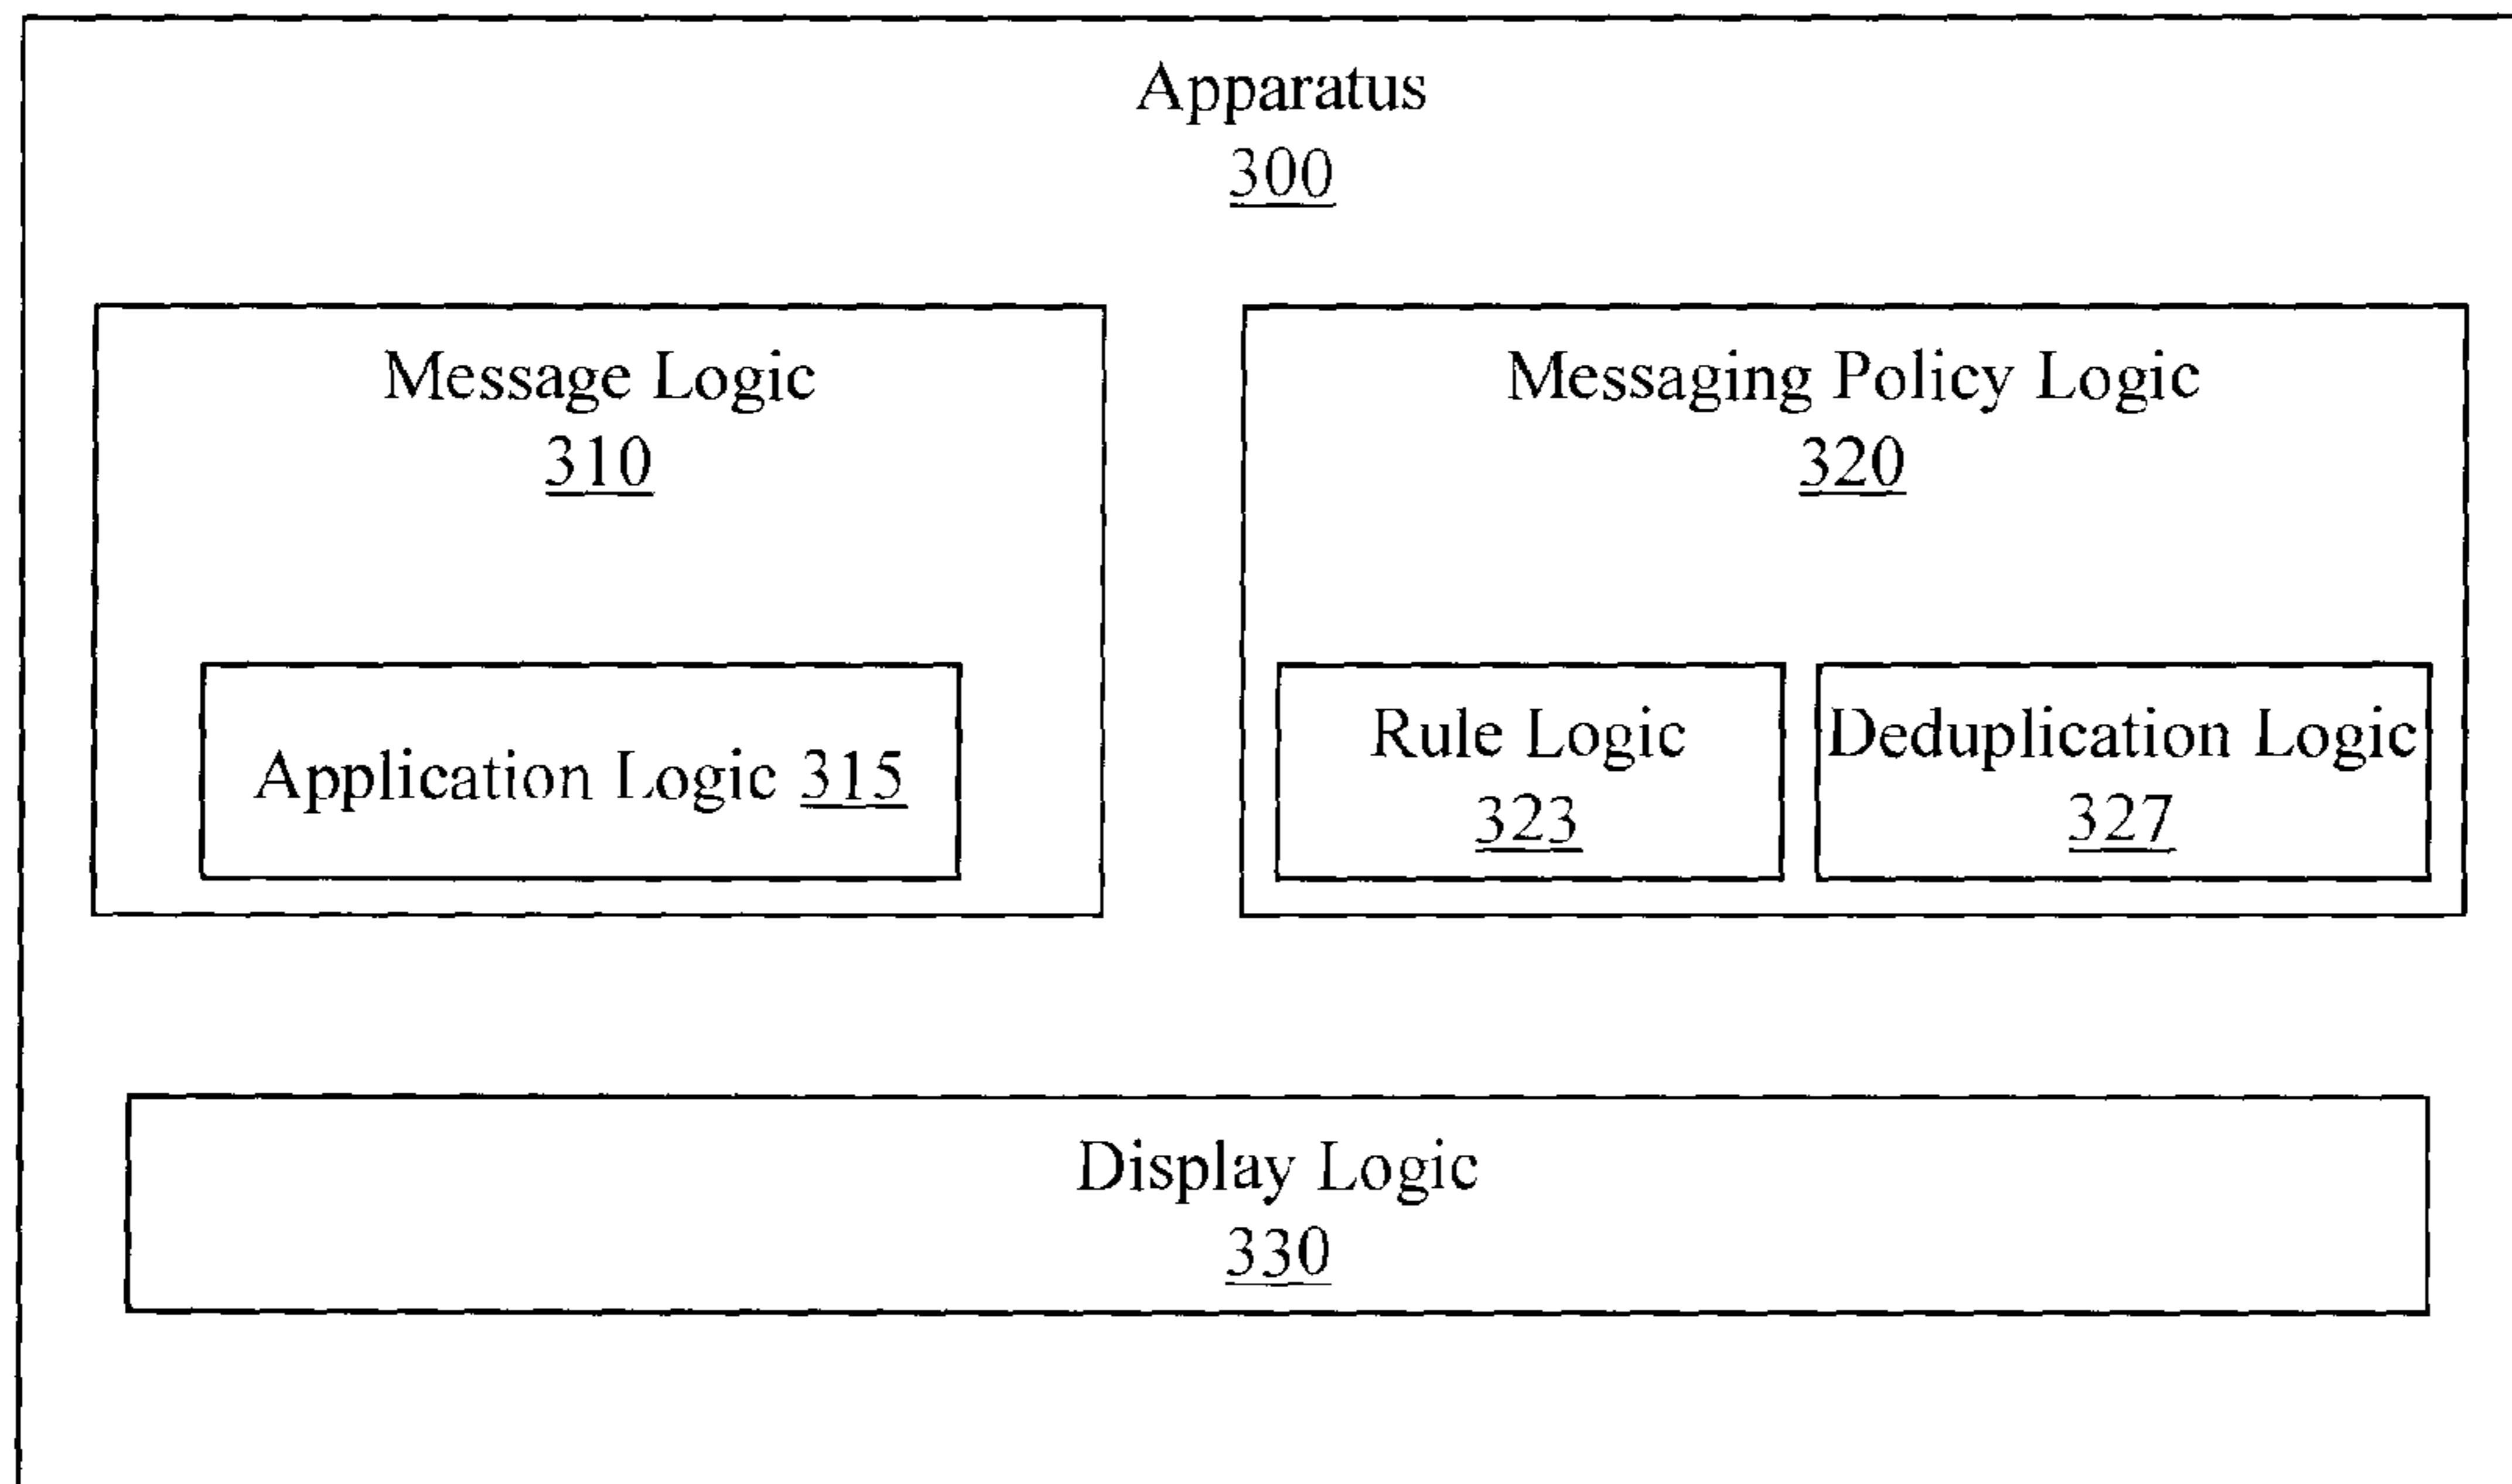 Apparatus
300
Message Logic
310
Messaging Policy Logic
320
Application Logic 315
Rule Logic
323
Deduplication Logic
327
Display Logic
330